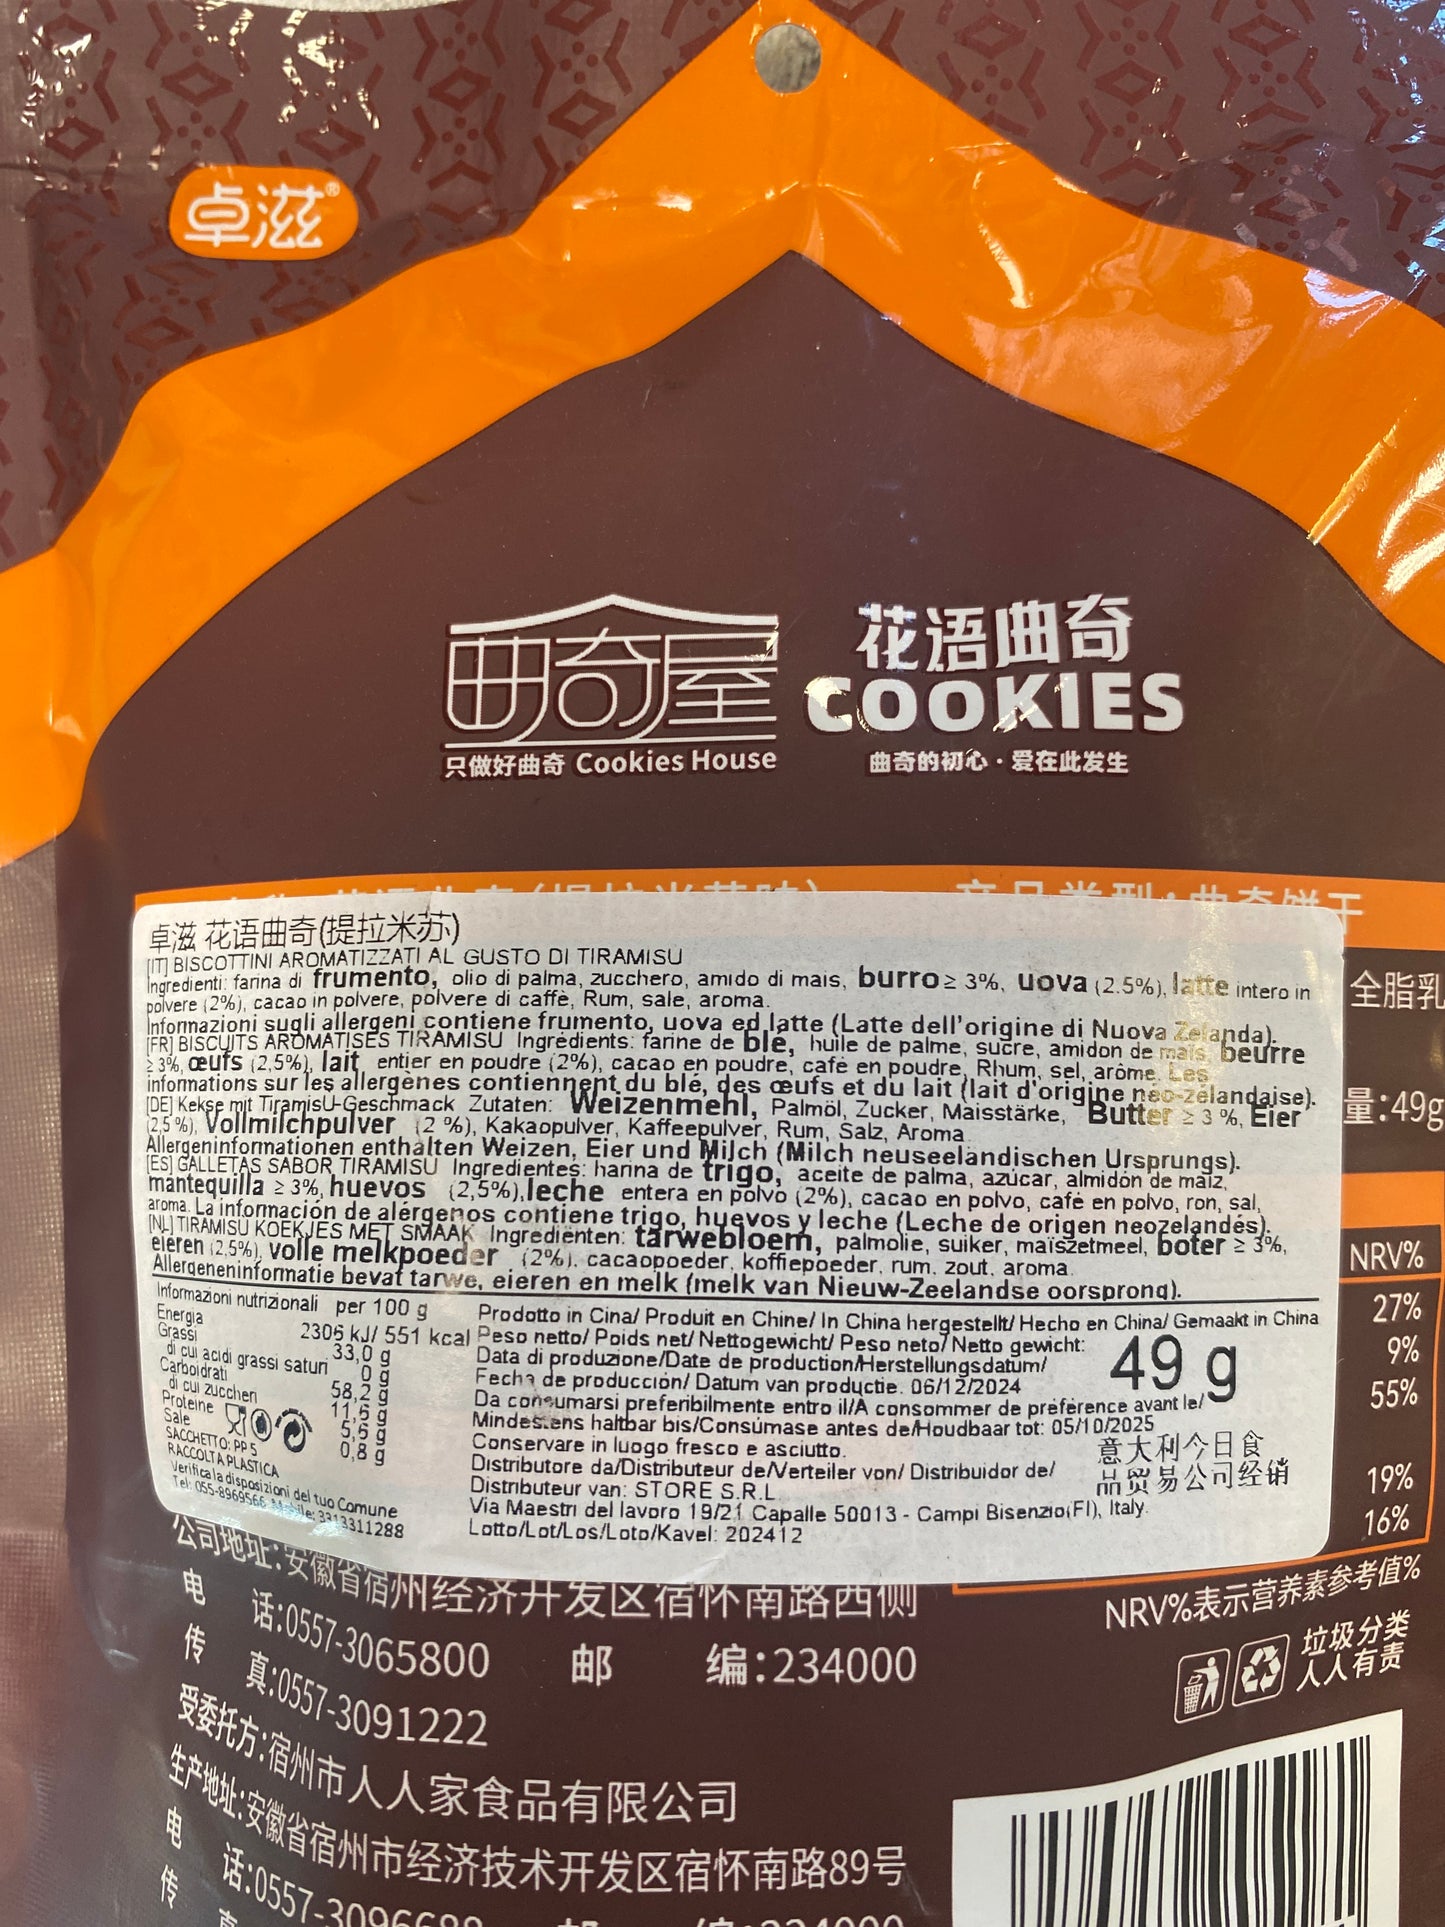 卓滋®
曲奇屋
只做好曲奇 Cookies House
花语曲奇
COOKIES
曲奇的初心·爱在此发生
卓滋 花语曲奇(提拉米苏)
[IT] BISCOTTINI AROMATIZZATI AL GUSTO DI TIRAMISU
Ingredienti: farina di frumento, olio di palma, zucchero, amido di mais, burro ≥ 3%, uova (2.5%), latte intero in
polvere (2%), cacao in polvere, polvere di caffè, Rum, sale, aroma.
Informazioni sugli allergeni contiene frumento, uova ed latte (Latte dell'origine di Nuova Zelanda).
[FR] BISCUITS AROMATISES TIRAMISU Ingrédients: farine de blé, huile de palme, sucre, amidon de maïs, beurre
≥ 3%, œufs (2,5%), lait entier en poudre (2%), cacao en poudre, café en poudre, Rhum, sel, arôme. Les
informations sur les allergènes contiennent du blé, des œufs et du lait (lait d'origine néo-zélandaise).
[DE] Kekse mit TiramisU-Geschmack Zutaten: Weizenmehl, Palmöl, Zucker, Maisstärke, Butter ≥ 3 %, Eier
(2,5 %), Vollmilchpulver (2 %), Kakaopulver, Kaffeepulver, Rum, Salz, Aroma
Allergeninformationen enthalten Weizen, Eier und Milch (Milch neuseeländischen Ursprungs).
[ES] GALLETAS SABOR TIRAMISU Ingredientes: harina de trigo, aceite de palma, azúcar, almidón de maíz,
mantequilla ≥ 3%, huevos (2,5%), leche entera en polvo (2%), cacao en polvo, café en polvo, ron, sal,
aroma. La información de alérgenos contiene trigo, huevos y leche (Leche de origen neozelandés).
[NL] TIRAMISU KOEKJES MET SMAAK Ingrediënten: tarwebloem, palmolie, suiker, maïszetmeel, boter ≥ 3%,
eieren (2,5%), volle melkpoeder (2%), cacaopoeder, koffiepoeder, rum, zout, aroma.
Allergeneninformatie bevat tarwe, eieren en melk (melk van Nieuw-Zeelandse oorsprong).
Informazioni nutrizionali per 100 g
Energia 2305 kJ/ 551 kcal
Grassi 33,0 g
di cui acidi grassi saturi 0 g
Carboidrati 58,2 g
di cui zuccheri 11,6 g
Proteine 5,5 g
Sale 0,8 g
SACCHETTO: PP 5
RACCOLTA PLASTICA
Verifica la disposizioni del tuo Comune
Tel: 055-8969566 Mobile: 3313311288
Prodotto in Cina/ Produit en Chine/ In China hergestellt/ Hecho en China/ Gemaakt in China
Peso netto/ Poids net/ Nettogewicht/ Peso neto/ Netto gewicht:
49 g
Data di produzione/Date de production/Herstellungsdatum/
Fecha de producción/ Datum van productie. 06/12/2024
Da consumarsi preferibilmente entro il/A consommer de préférence avant le/
Mindestens haltbar bis/Consúmase antes de/Houdbaar tot: 05/10/2025
Conservare in luogo fresco e asciutto.
Distributore da/Distributeur de/Verteiler von/ Distribuidor de/
Distributeur van: STORE S.R.L.
Via Maestri del lavoro 19/21 Capalle 50013 - Campi Bisenzio(FI), Italy.
Lotto/Lot/Los/Loto/Kavel: 202412
意大利今日食
品贸易公司经销
全脂乳
量:49g
NRV%
27%
9%
55%
19%
16%
NRV%表示营养素参考值%
垃圾分类
人人有责
公司地址:安徽省宿州经济开发区宿怀南路西侧
电 话:0557-3065800 邮 编:234000
传 真:0557-3091222
受委托方:宿州市人人家食品有限公司
生产地址:安徽省宿州市经济技术开发区宿怀南路89号
电 话:0557-3096600
传